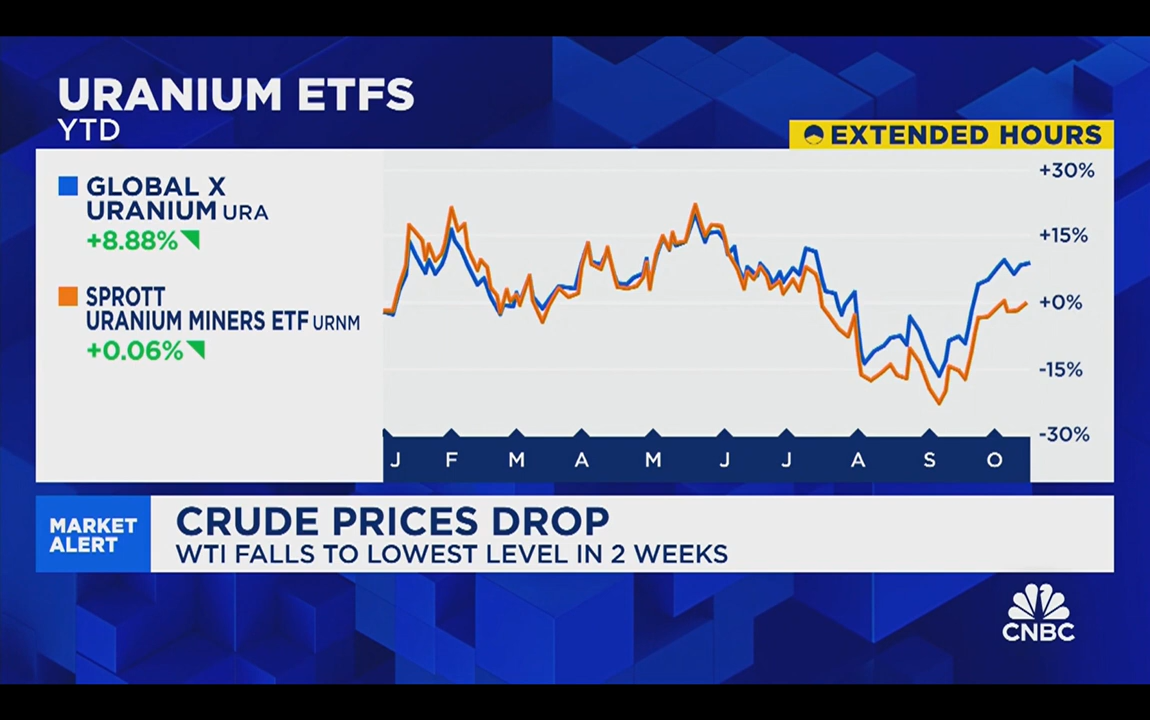 URANIUM ETFS
YTD
EXTENDED HOURS
GLOBAL X
URANIUM URA
+8.88%
SPROTT
URANIUM MINERS ETF URNM
+0.06%
+30%
+15%
+0%
-15%
-30%
J F M A M J J A S O
MARKET
ALERT
CRUDE PRICES DROP
WTI FALLS TO LOWEST LEVEL IN 2 WEEKS
CNBC